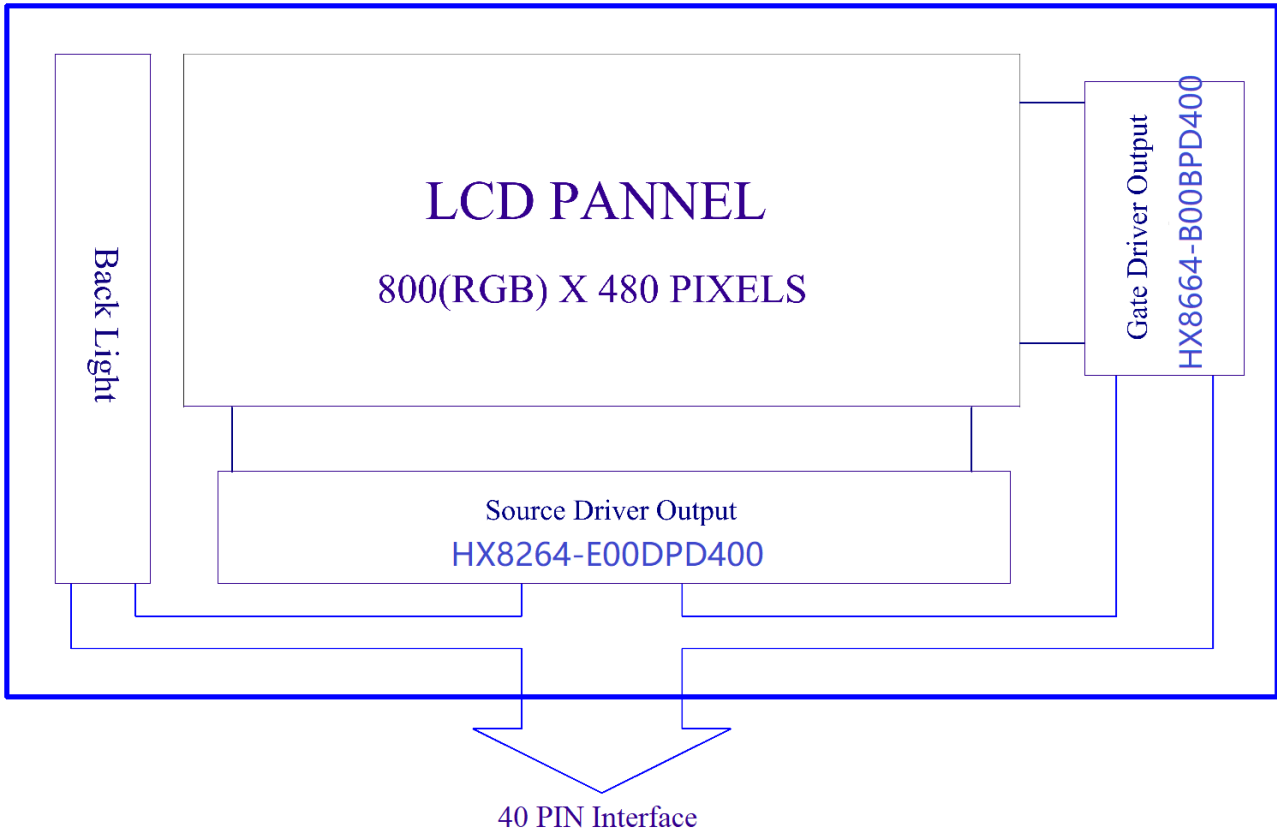 LCD PANNEL
800(RGB) X 480 PIXELS
Back Light
Gate Driver Output
HX8664-B00BPD400
Source Driver Output
HX8264-E00DPD400
40 PIN Interface